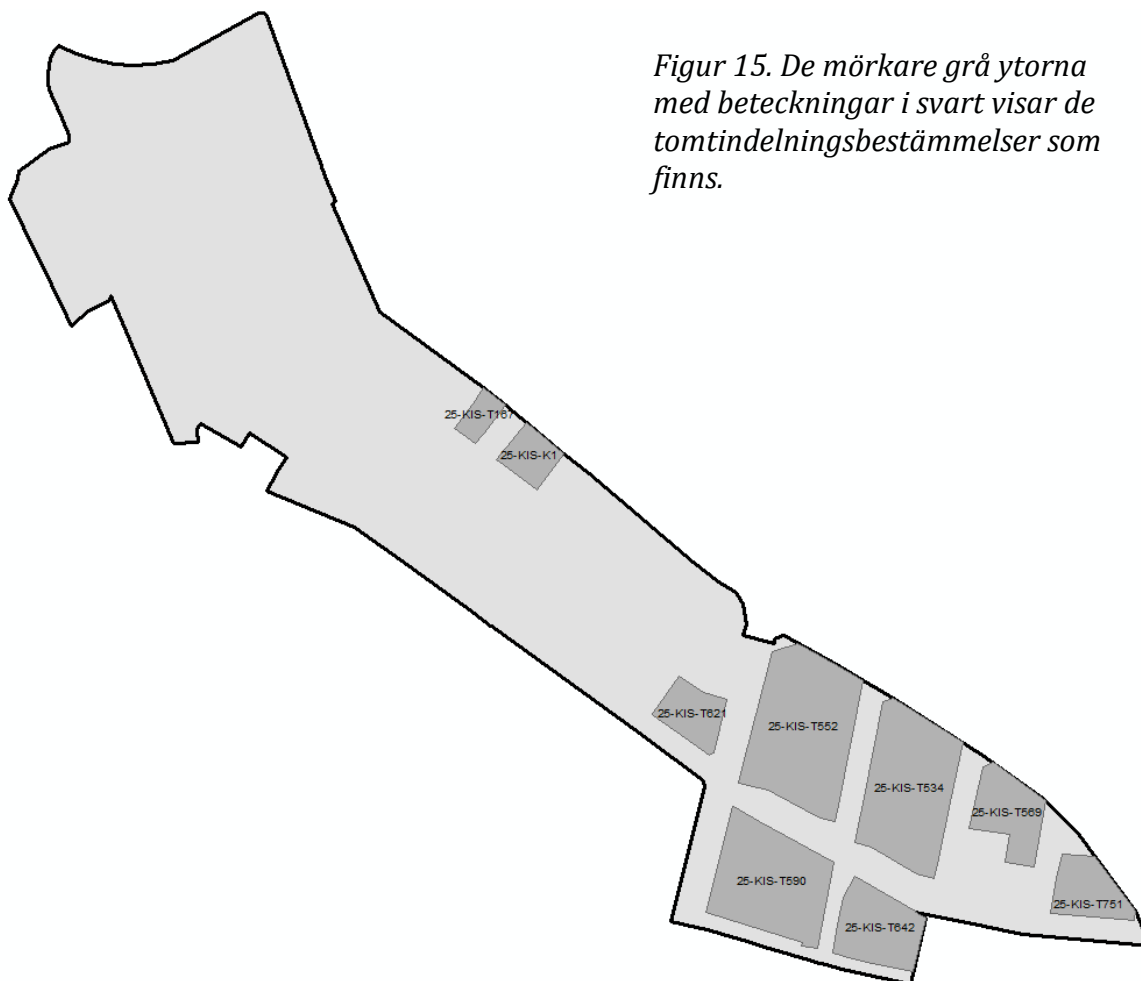 Figur 15. De mörkare grå ytorna
med beteckningar i svart visar de
tomtindelningsbestämmelser som
finns.
25-KIS-T167
25-KIS-K1
25-KIS-T621
25-KIS-T552
25-KIS-T534
25-KIS-T569
25-KIS-T590
25-KIS-T751
25-KIS-T642